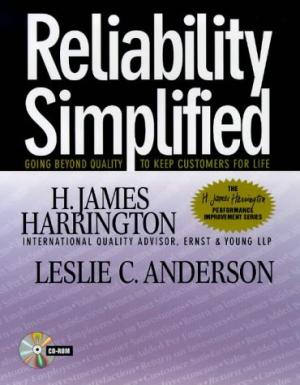 Reliability
Simplified
GOING BEYOND QUALITY TO KEEP CUSTOMERS FOR LIFE
H. JAMES
HARRINGTON
INTERNATIONAL QUALITY ADVISOR, ERNST & YOUNG LLP
THE
H. James Harrington
PERFORMANCE
IMPROVEMENT SERIES
LESLIE C. ANDERSON
CD-ROM